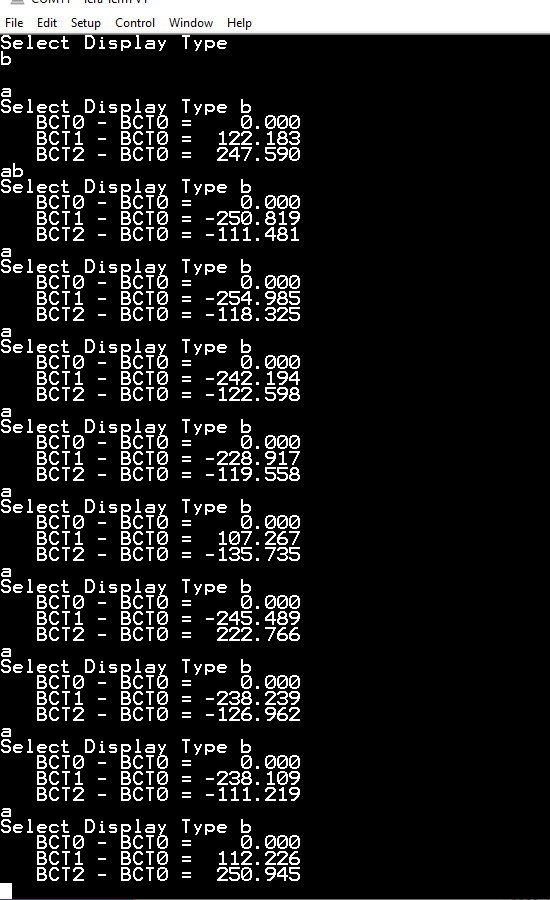 File Edit Setup Control Window Help
Select Display Type
b
a
Select Display Type b
BCT0 - BCT0 = 0.000
BCT1 - BCT0 = 122.183
BCT2 - BCT0 = 247.590
ab
Select Display Type b
BCT0 - BCT0 = 0.000
BCT1 - BCT0 = -250.819
BCT2 - BCT0 = -111.481
a
Select Display Type b
BCT0 - BCT0 = 0.000
BCT1 - BCT0 = -254.985
BCT2 - BCT0 = -118.325
a
Select Display Type b
BCT0 - BCT0 = 0.000
BCT1 - BCT0 = -242.194
BCT2 - BCT0 = -122.598
a
Select Display Type b
BCT0 - BCT0 = 0.000
BCT1 - BCT0 = -228.917
BCT2 - BCT0 = -119.558
a
Select Display Type b
BCT0 - BCT0 = 0.000
BCT1 - BCT0 = 107.267
BCT2 - BCT0 = -135.735
a
Select Display Type b
BCT0 - BCT0 = 0.000
BCT1 - BCT0 = -245.489
BCT2 - BCT0 = 222.766
a
Select Display Type b
BCT0 - BCT0 = 0.000
BCT1 - BCT0 = -238.239
BCT2 - BCT0 = -126.962
a
Select Display Type b
BCT0 - BCT0 = 0.000
BCT1 - BCT0 = -238.109
BCT2 - BCT0 = -111.219
a
Select Display Type b
BCT0 - BCT0 = 0.000
BCT1 - BCT0 = 112.226
BCT2 - BCT0 = 250.945